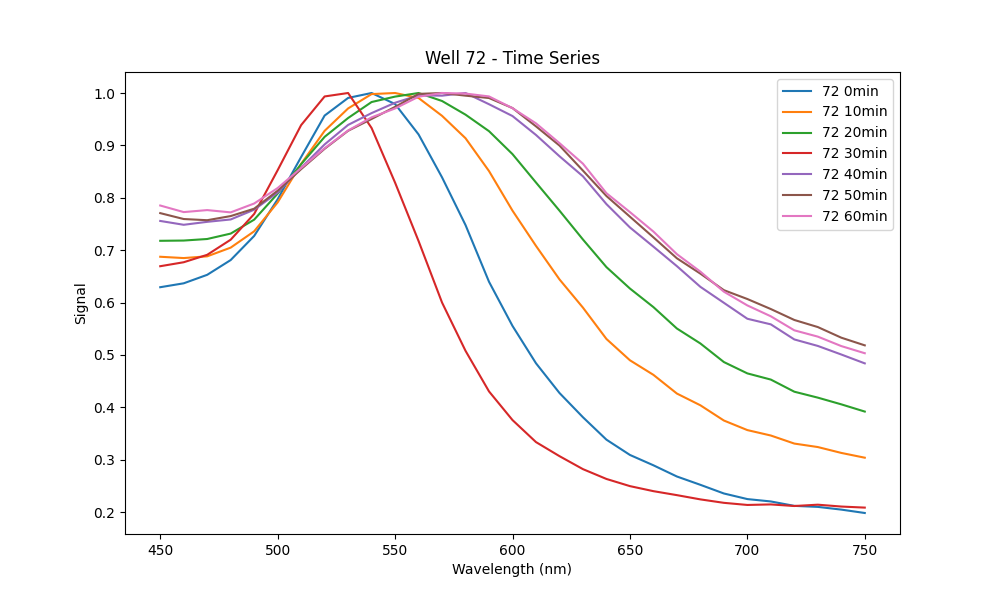 Well 72 - Time Series
Signal
1.0
0.9
0.8
0.7
0.6
0.5
0.4
0.3
0.2
72 0min
72 10min
72 20min
72 30min
72 40min
72 50min
72 60min
450 500 550 600 650 700 750
Wavelength (nm)